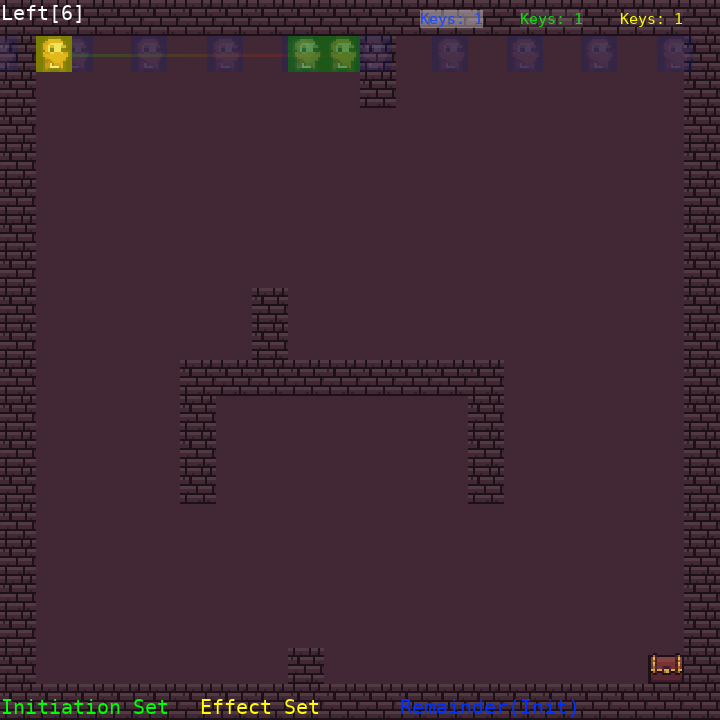 Left[6]
Keys: 1 Keys: 1 Keys: 1
Initiation Set Effect Set Remainder(Init)